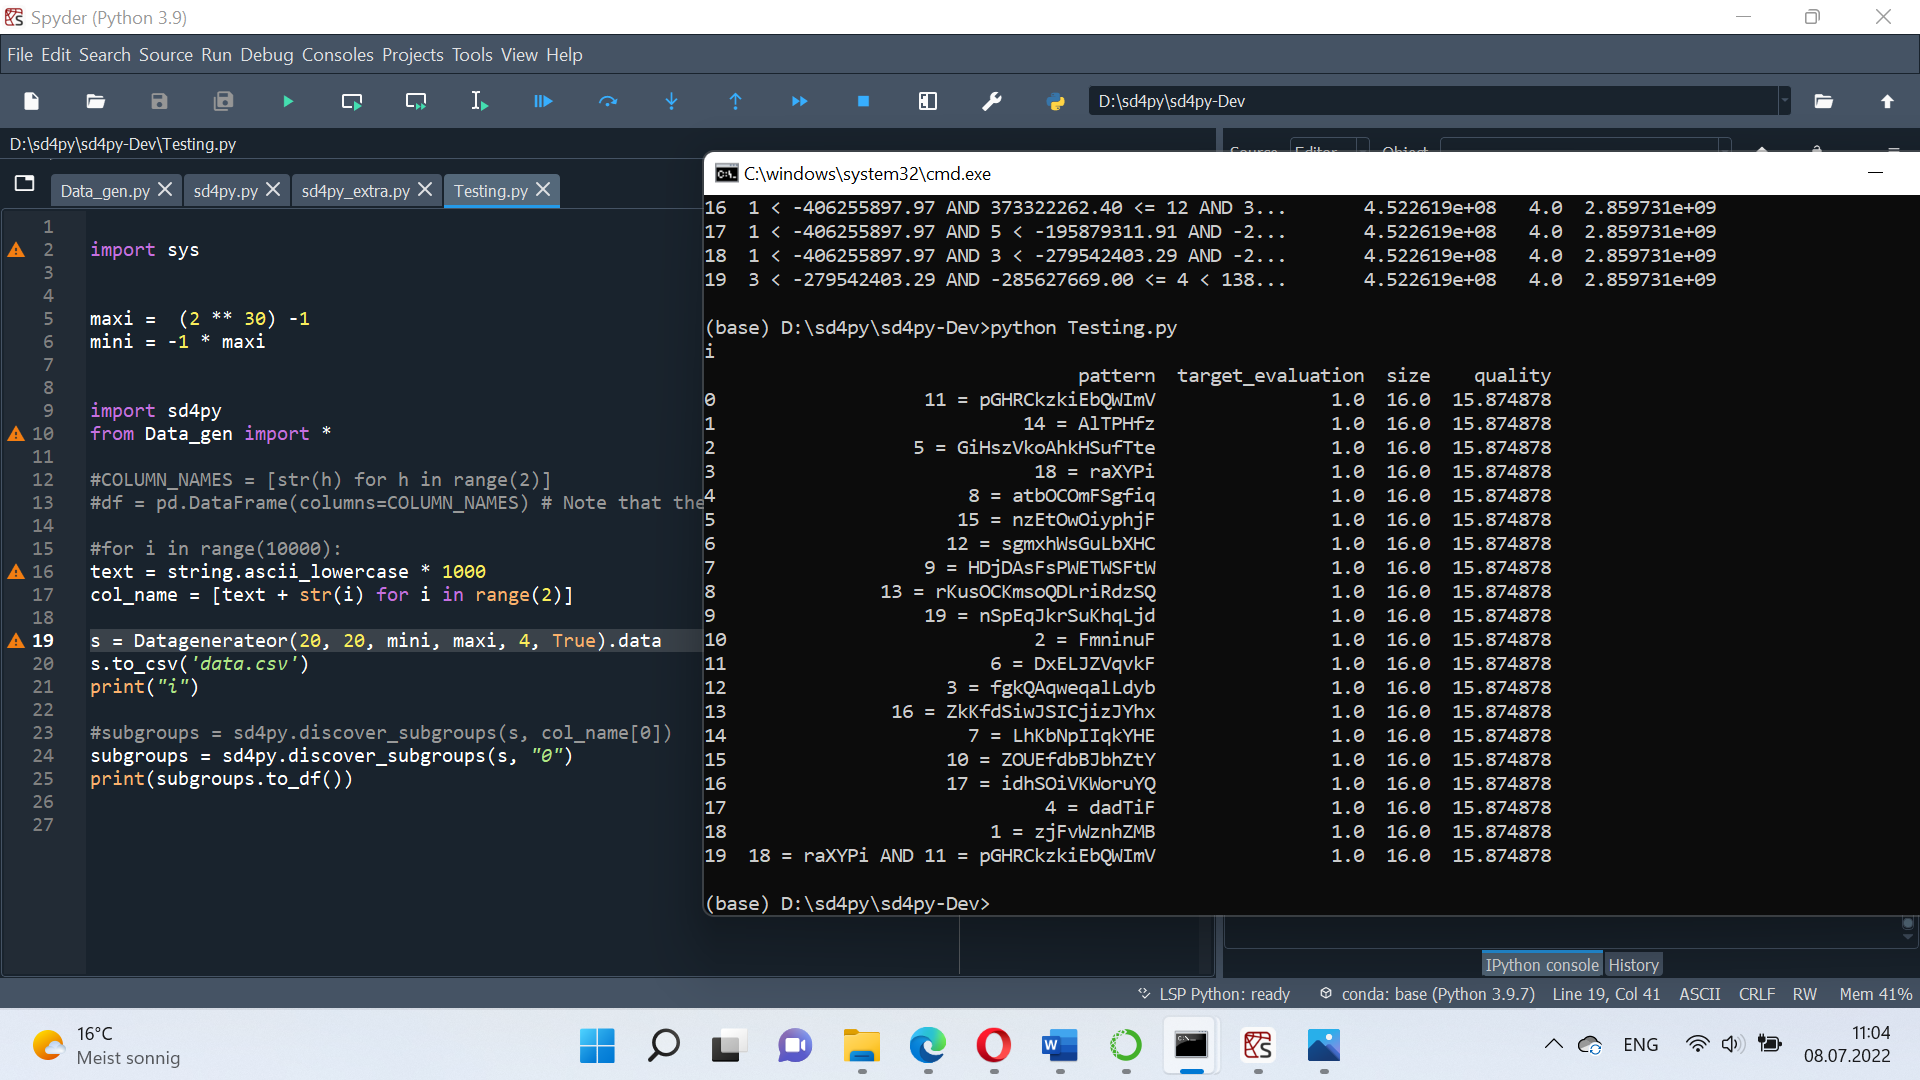 Spyder (Python 3.9)
File Edit Search Source Run Debug Consoles Projects Tools View Help
D:\sd4py\sd4py-Dev
D:\sd4py\sd4py-Dev\Testing.py
Data_gen.py sd4py.py sd4py_extra.py Testing.py
1
2 import sys
3
4
5 maxi =  (2 ** 30) -1
6 mini = -1 * maxi
7
8
9 import sd4py
10 from Data_gen import *
11
12 #COLUMN_NAMES = [str(h) for h in range(2)]
13 #df = pd.DataFrame(columns=COLUMN_NAMES) # Note that the
14
15 #for i in range(10000):
16 text = string.ascii_lowercase * 1000
17 col_name = [text + str(i) for i in range(2)]
18
19 s = Datagenerateor(20, 20, mini, maxi, 4, True).data
20 s.to_csv('data.csv')
21 print("i")
22
23 #subgroups = sd4py.discover_subgroups(s, col_name[0])
24 subgroups = sd4py.discover_subgroups(s, "0")
25 print(subgroups.to_df())
26
27
Source Editor Object
C:\windows\system32\cmd.exe
16  1 < -406255897.97 AND 373322262.40 <= 12 AND 3...       4.522619e+08   4.0  2.859731e+09
17  1 < -406255897.97 AND 5 < -195879311.91 AND -2...       4.522619e+08   4.0  2.859731e+09
18  1 < -406255897.97 AND 3 < -279542403.29 AND -2...       4.522619e+08   4.0  2.859731e+09
19  3 < -279542403.29 AND -285627669.00 <= 4 < 138...       4.522619e+08   4.0  2.859731e+09
(base) D:\sd4py\sd4py-Dev>python Testing.py
i
pattern  target_evaluation  size    quality
0 11 = pGHRCkzkiEbQWImV 1.0 16.0 15.874878
1 14 = AlTPHfz 1.0 16.0 15.874878
2 5 = GiHszVkoAhkHSufTte 1.0 16.0 15.874878
3 18 = raXYPi 1.0 16.0 15.874878
4 8 = atbOCOmFSgfiq 1.0 16.0 15.874878
5 15 = nzEtOwOiyphjF 1.0 16.0 15.874878
6 12 = sgmxhWsGuLbXHC 1.0 16.0 15.874878
7 9 = HDjDAsFsPWETWSFtW 1.0 16.0 15.874878
8 13 = rKusOCKmsoQDLriRdzSQ 1.0 16.0 15.874878
9 19 = nSpEqJkrSuKhqLjd 1.0 16.0 15.874878
10 2 = FmninuF 1.0 16.0 15.874878
11 6 = DxELJZVqvkF 1.0 16.0 15.874878
12 3 = fgkQAqweqalLdyb 1.0 16.0 15.874878
13 16 = ZkKfdSiwJSICjizJYhx 1.0 16.0 15.874878
14 7 = LhKbNpIIqkYHE 1.0 16.0 15.874878
15 10 = ZOUEfdbBJbhZtY 1.0 16.0 15.874878
16 17 = idhSOiVKWoruYQ 1.0 16.0 15.874878
17 4 = dadTiF 1.0 16.0 15.874878
18 1 = zjFvWznhZMB 1.0 16.0 15.874878
19 18 = raXYPi AND 11 = pGHRCkzkiEbQWImV 1.0 16.0 15.874878
(base) D:\sd4py\sd4py-Dev>
IPython console History
LSP Python: ready conda: base (Python 3.9.7) Line 19, Col 41 ASCII CRLF RW Mem 41%
16°C
Meist sonnig
ENG
11:04
08.07.2022